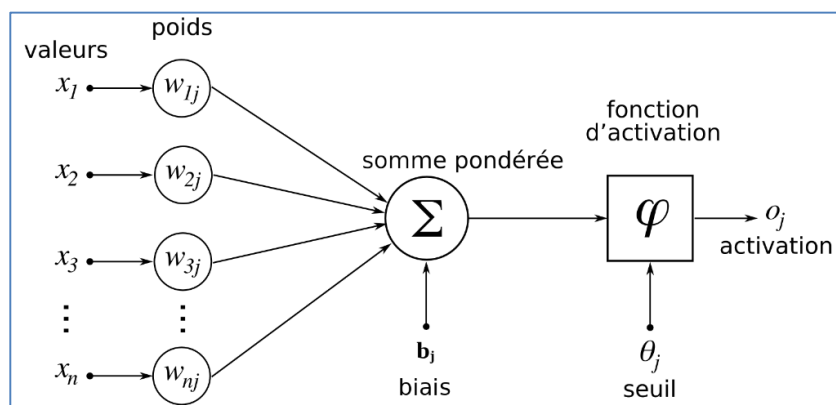 poids
valeurs
x₁ w₁ⱼ
fonction
d'activation
x₂ w₂ⱼ
somme pondérée
Σ
φ
oⱼ
activation
x₃ w₃ⱼ
⋮ ⋮
bⱼ
biais
θⱼ
seuil
xₙ wₙⱼ